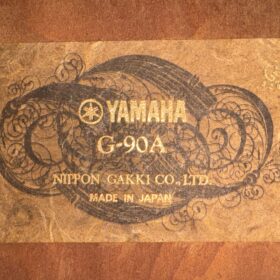 YAMAHA
G-90A
NIPPON GAKKI CO., LTD.
MADE IN JAPAN